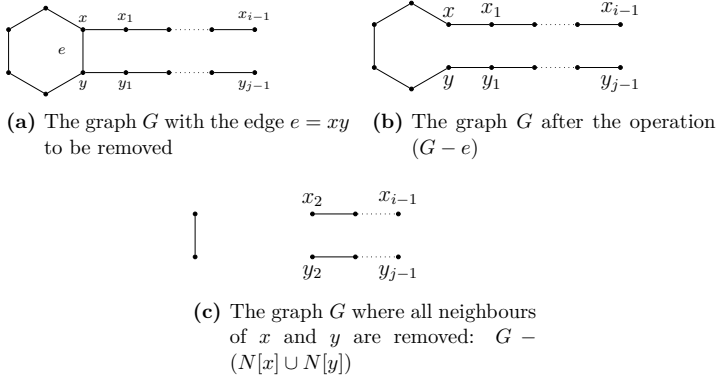 x x₁ xᵢ₋₁
e
y y₁ yⱼ₋₁
x x₁ xᵢ₋₁
y y₁ yⱼ₋₁
(a) The graph G with the edge e = xy
to be removed
(b) The graph G after the operation
(G − e)
x₂ xᵢ₋₁
y₂ yⱼ₋₁
(c) The graph G where all neighbours
of x and y are removed: G −
(N[x] ∪ N[y])